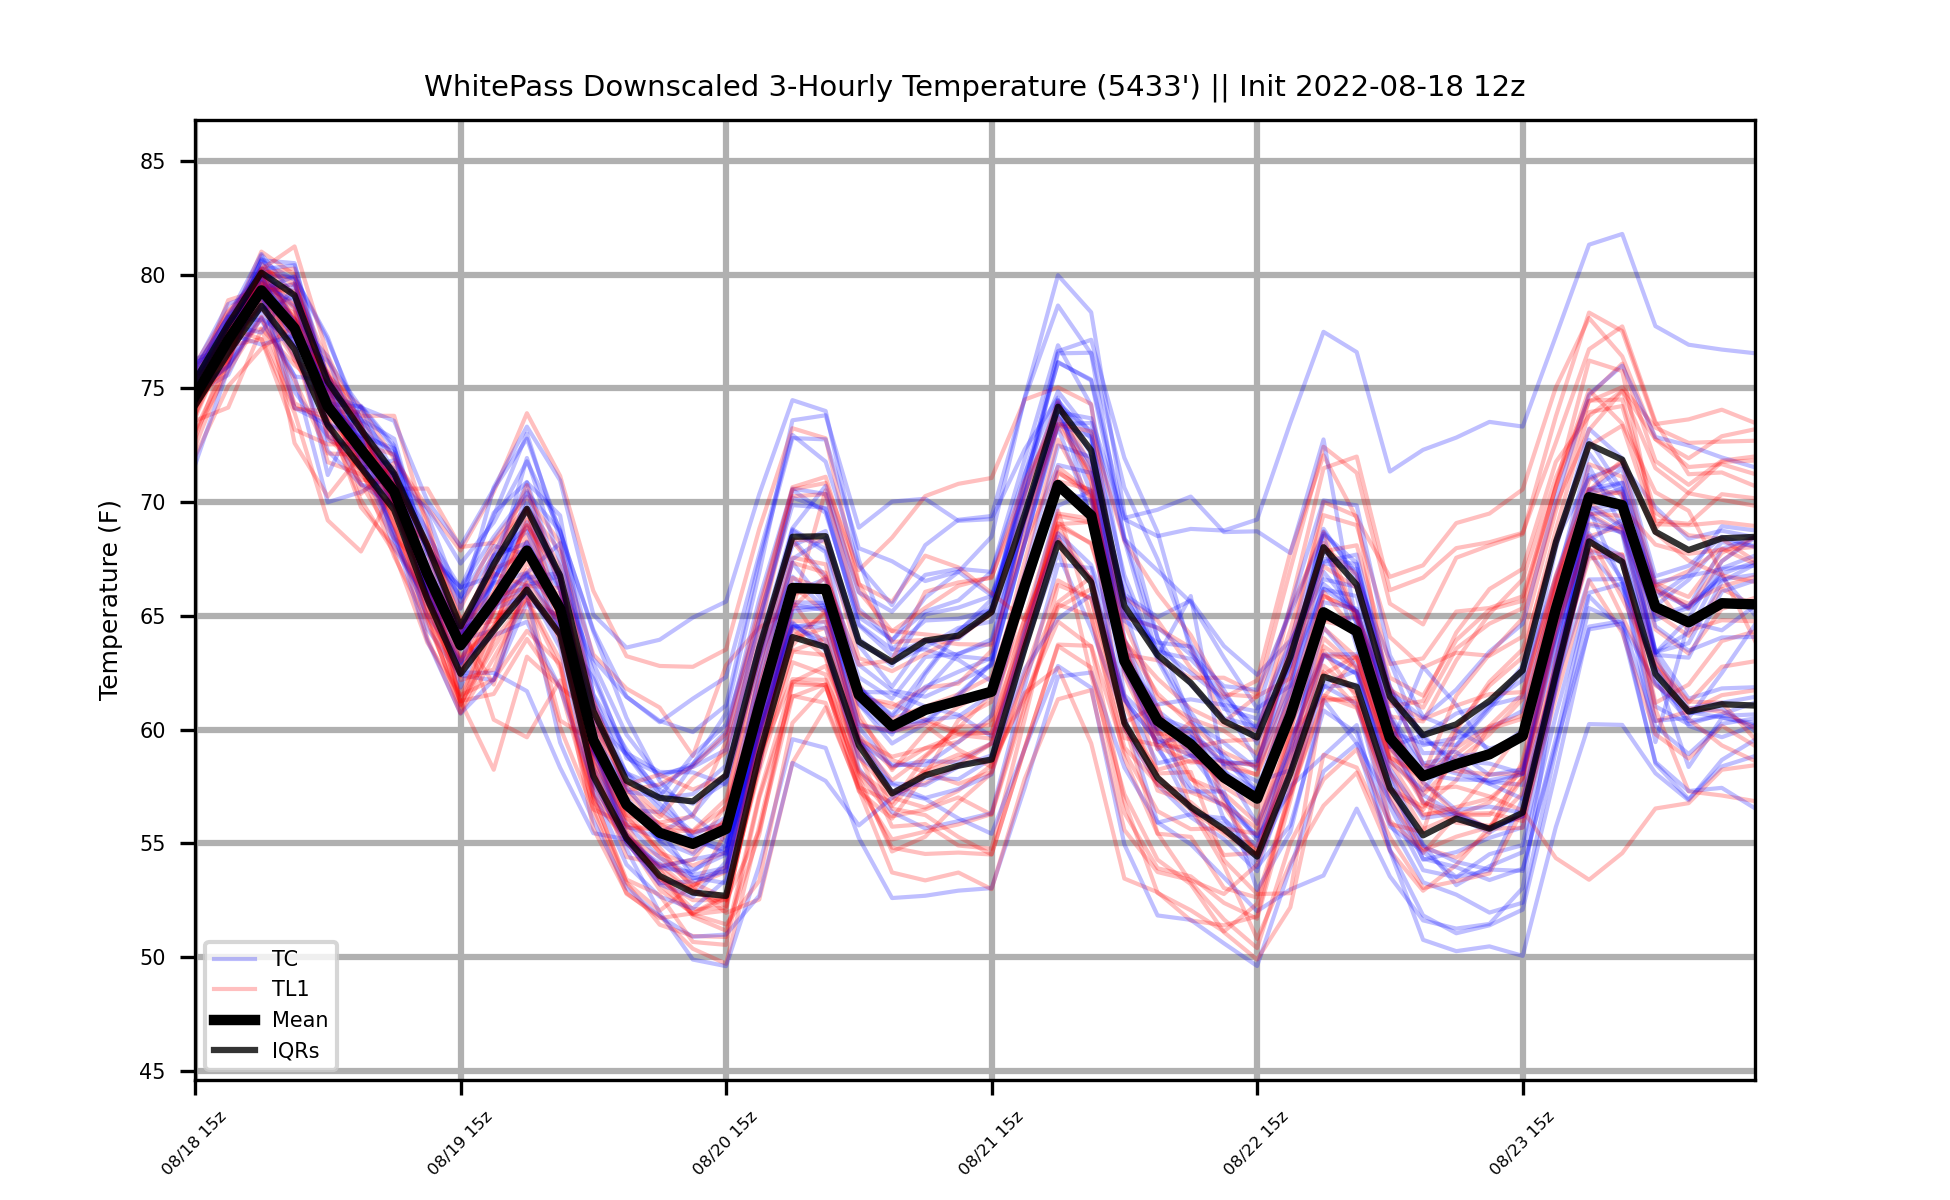 WhitePass Downscaled 3-Hourly Temperature (5433') || Init 2022-08-18 12z
Temperature (F)
85
80
75
70
65
60
55
50
45
TC
TL1
Mean
IQRs
08/18 15z
08/19 15z
08/20 15z
08/21 15z
08/22 15z
08/23 15z